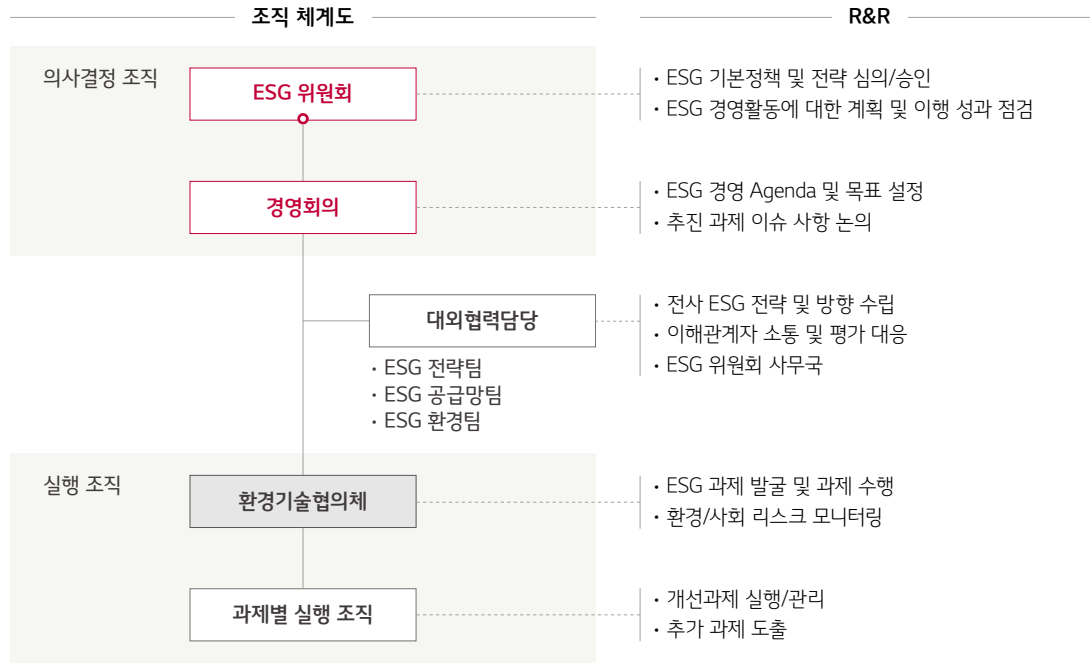 조직 체계도
R&R
의사결정 조직
ESG 위원회
· ESG 기본정책 및 전략 심의/승인
· ESG 경영활동에 대한 계획 및 이행 성과 점검
경영회의
· ESG 경영 Agenda 및 목표 설정
· 추진 과제 이슈 사항 논의
대외협력담당
· ESG 전략팀
· ESG 공급망팀
· ESG 환경팀
· 전사 ESG 전략 및 방향 수립
· 이해관계자 소통 및 평가 대응
· ESG 위원회 사무국
실행 조직
환경기술협의체
· ESG 과제 발굴 및 과제 수행
· 환경/사회 리스크 모니터링
과제별 실행 조직
· 개선과제 실행/관리
· 추가 과제 도출